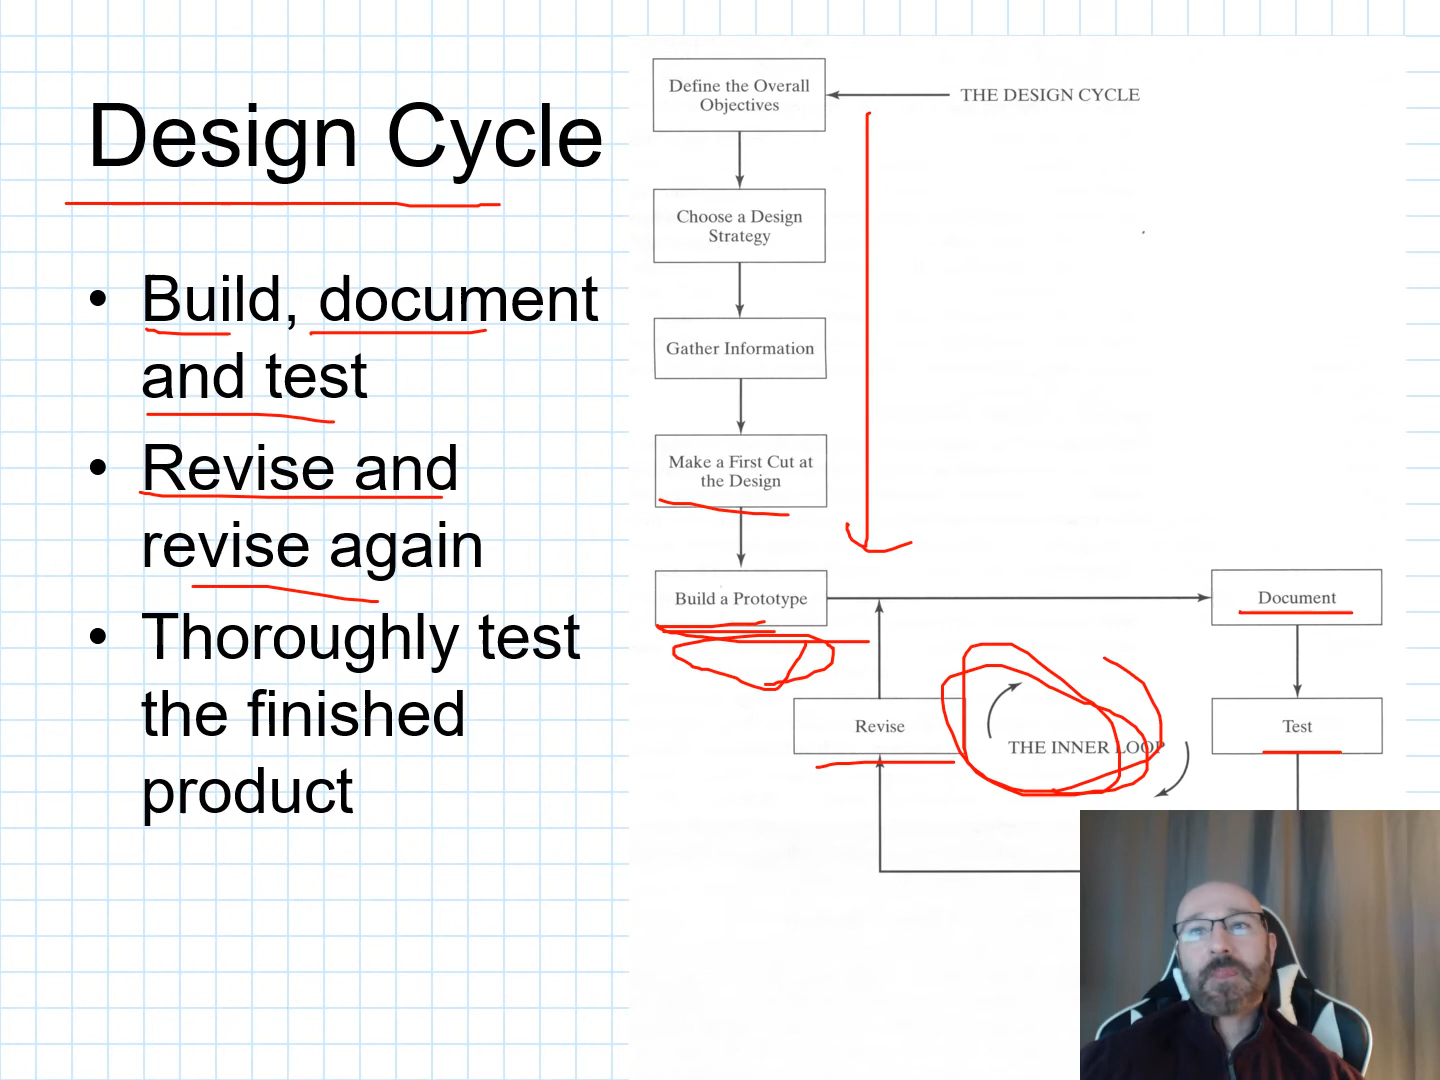 Design Cycle
• Build, document
and test
• Revise and
revise again
• Thoroughly test
the finished
product
Define the Overall
Objectives
THE DESIGN CYCLE
Choose a Design
Strategy
Gather Information
Make a First Cut at
the Design
Build a Prototype
Document
Revise
THE INNER LOOP
Test